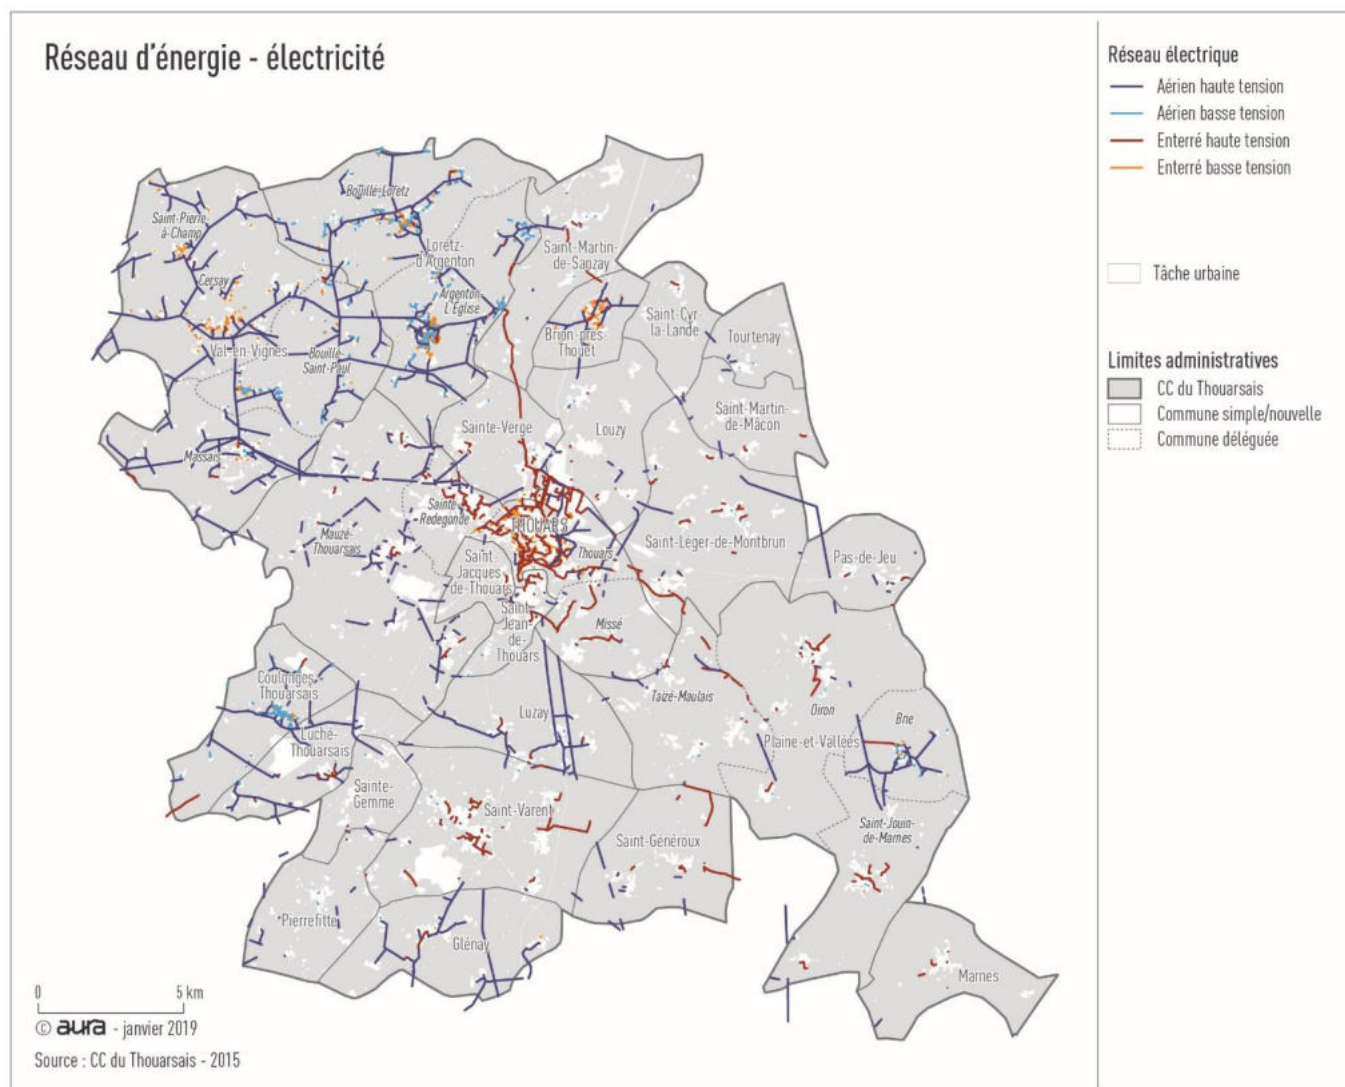 Réseau d'énergie - électricité
Réseau électrique
Aérien haute tension
Aérien basse tension
Enterré haute tension
Enterré basse tension
Tâche urbaine
Limites administratives
CC du Thouarsais
Commune simple/nouvelle
Commune déléguée
Bouillé-Loretz
Saint-Pierre
à-Champ
Loretz
d'Argenton
Saint-Martin
de-Sanzay
Cersay
Argenton
L'Église
Saint-Cyr
la-Lande
Tourtenay
Brion-près
Thouet
Val-en-Vignes
Bouillé-
Saint-Paul
Saint-Martin-
de-Mâcon
Sainte-Verge
Louzy
Massais
Sainte
Redegonde
THOUARS
Mauzé-
Thouarsais
Thouars
Saint-Léger-de-Montbrun
Pas-de-Jeu
Saint-
Jacques
de-Thouars
Saint-
Jean-
de-
Thouars
Missé
Coulonges
Thouarsais
Taizé-Maulais
Oiron
Brie
Luzay
Luché-
Thouarsais
Plaine-et-Vallées
Sainte-
Gemme
Saint-Varent
Saint-Généroux
Saint-Jouin-
de-Marnes
Pierrefitte
Glénay
Marnes
0 5 km
© aura - janvier 2019
Source : CC du Thouarsais - 2015